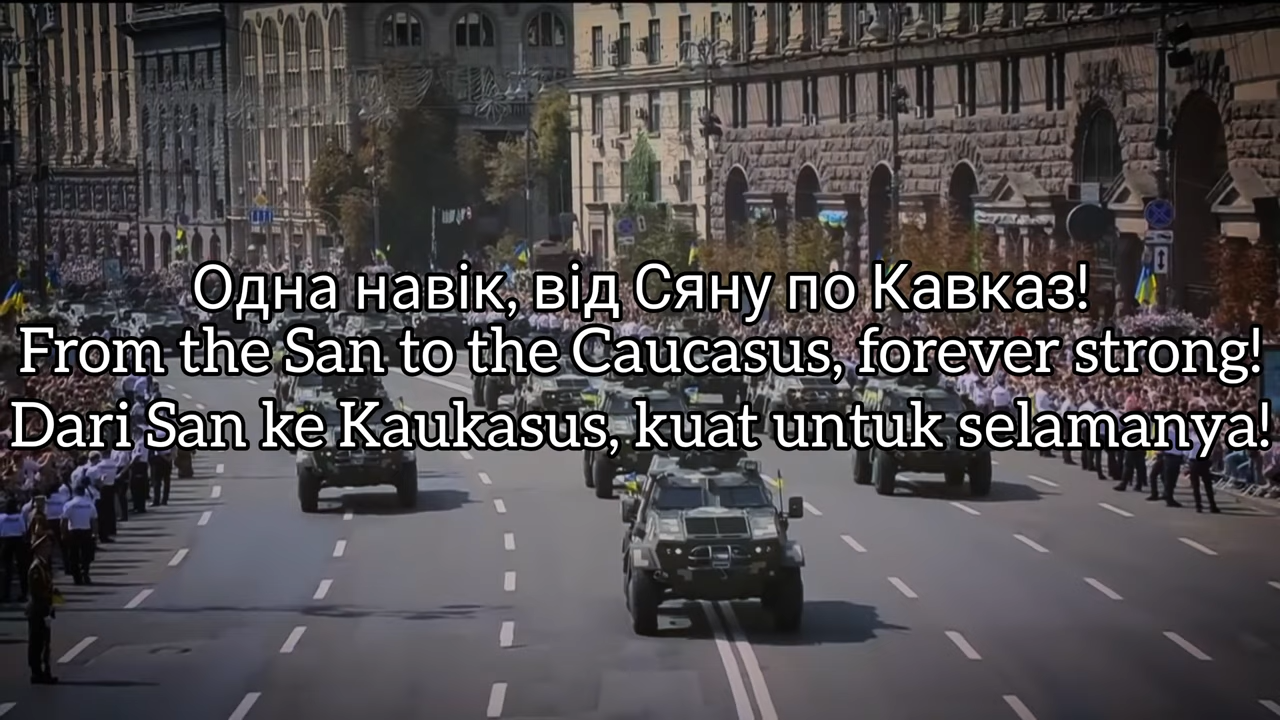 Одна навік, від Сяну по Кавказ!
From the San to the Caucasus, forever strong!
Dari San ke Kaukasus, kuat untuk selamanya!